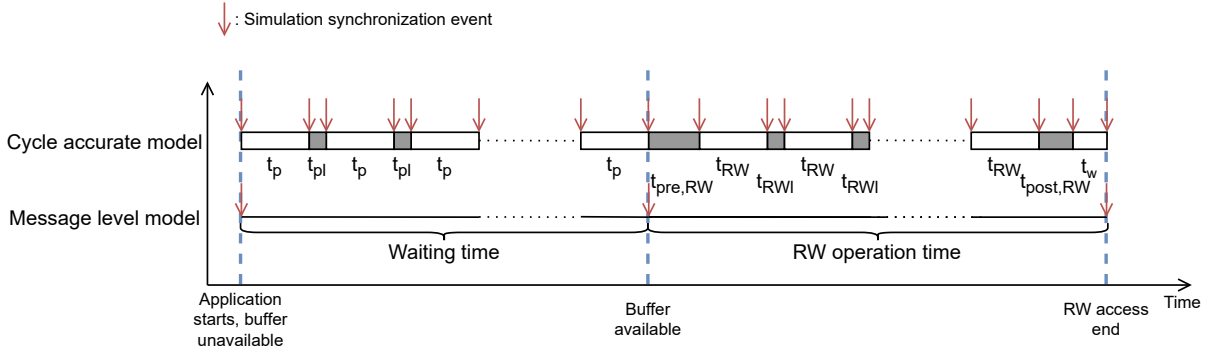 : Simulation synchronization event
Cycle accurate model
t_p t_pl t_p t_pl t_p t_p t_pre,RW t_RW t_RWl t_RW t_RWl t_RW t_post,RW t_w
Message level model
Waiting time
RW operation time
Time
Application
starts, buffer
unavailable
Buffer
available
RW access
end